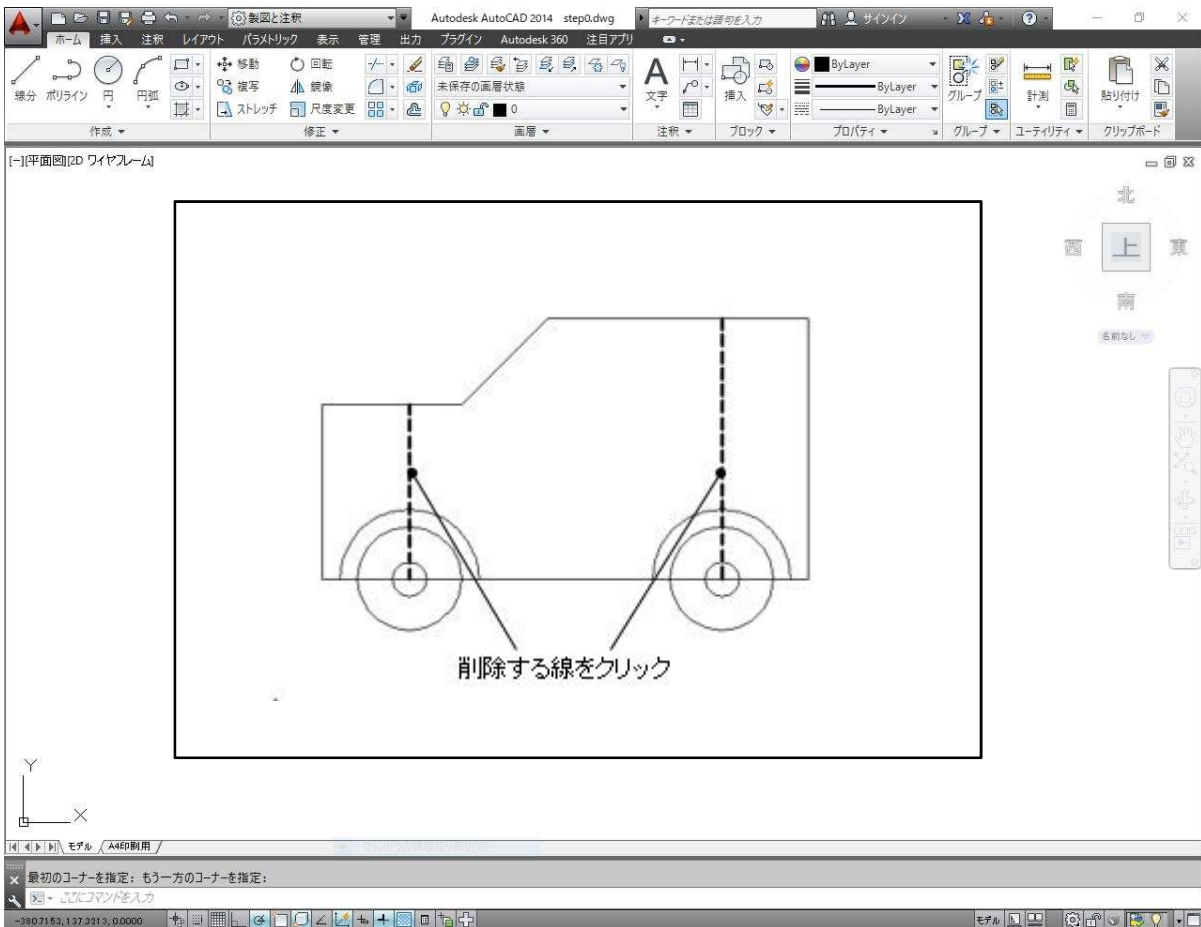 製図と注釈
Autodesk AutoCAD 2014 step0.dwg
キーワードまたは語句を入力
サインイン
ホーム 挿入 注釈 レイアウト パラメトリック 表示 管理 出力 プラグイン Autodesk 360 注目アプリ
線分 ポリライン 円 円弧
移動 回転
複写 鏡像
ストレッチ 尺度変更
未保存の画層状態
0
文字
挿入
ByLayer
ByLayer
ByLayer
グループ
計測
貼り付け
作成 修正 画層 注釈 ブロック プロパティ グループ ユーティリティ クリップボード
[-][平面図][2D ワイヤフレーム]
北
西 上 東
南
名前なし
削除する線をクリック
Y
X
モデル A4印刷用
最初のコーナーを指定: もう一方のコーナーを指定:
ここにコマンドを入力
-380.7153, 137.3213, 0.0000
モデル